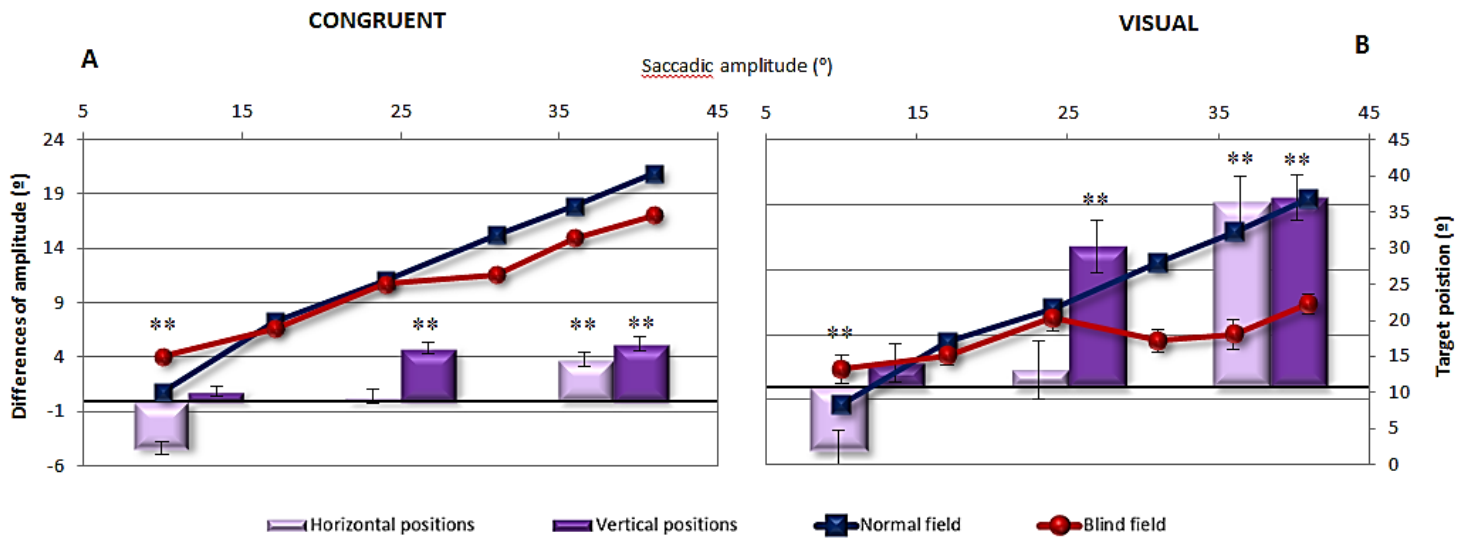 CONGRUENT VISUAL
A B
Saccadic amplitude (º)
5 15 25 35 45 5 15 25 35 45
24 45
19 40
14 35
9 30
4 25
-1 20
-6 15
10
5
0
Differences of amplitude (º)
Target poistion (º)
** ** ** **
** ** ** **
Horizontal positions Vertical positions Normal field Blind field